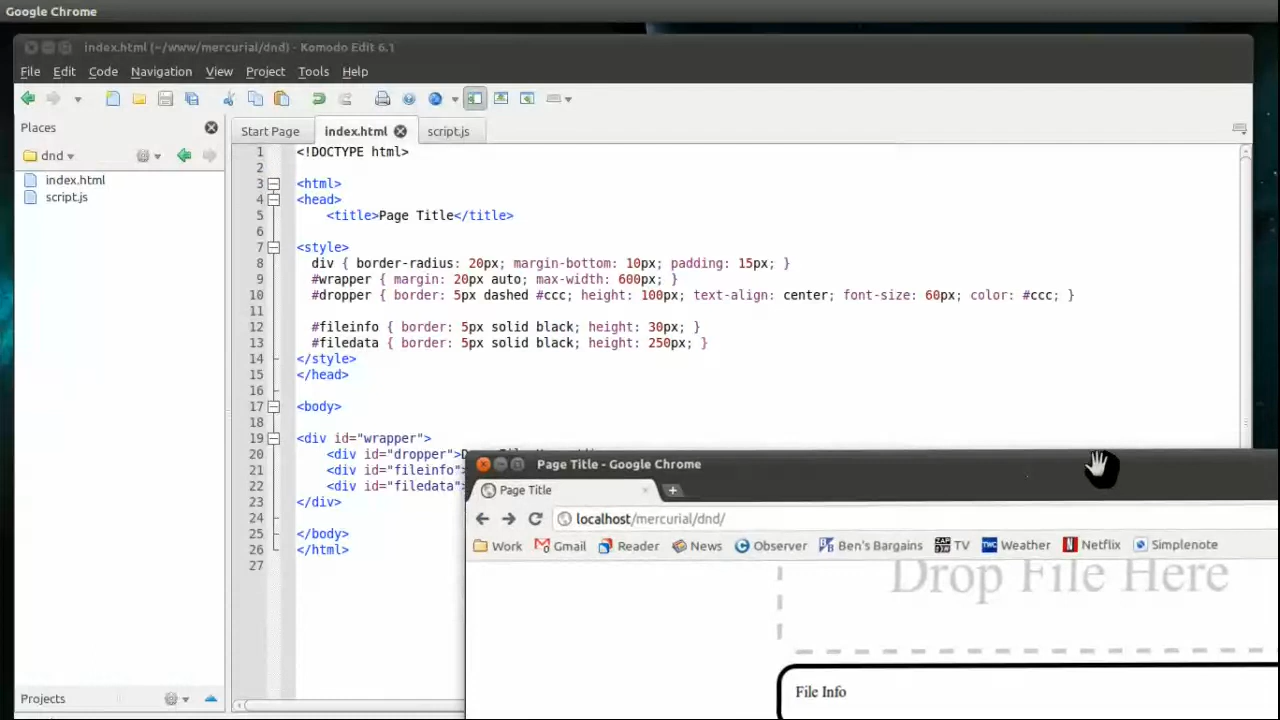 Google Chrome
index.html (~/www/mercurial/dnd) - Komodo Edit 6.1
File Edit Code Navigation View Project Tools Help
Places
dnd
index.html
script.js
Projects
Start Page index.html script.js
1 <!DOCTYPE html>
2
3 <html>
4 <head>
5 <title>Page Title</title>
6
7 <style>
8 div { border-radius: 20px; margin-bottom: 10px; padding: 15px; }
9 #wrapper { margin: 20px auto; max-width: 600px; }
10 #dropper { border: 5px dashed #ccc; height: 100px; text-align: center; font-size: 60px; color: #ccc; }
11
12 #fileinfo { border: 5px solid black; height: 30px; }
13 #filedata { border: 5px solid black; height: 250px; }
14 </style>
15 </head>
16
17 <body>
18
19 <div id="wrapper">
20 <div id="dropper">
21 <div id="fileinfo">
22 <div id="filedata"
23 </div>
24
25 </body>
26 </html>
27
Page Title - Google Chrome
Page Title
localhost/mercurial/dnd/
Work Gmail Reader News Observer Ben's Bargains TV Weather Netflix Simplenote
Drop File Here
File Info